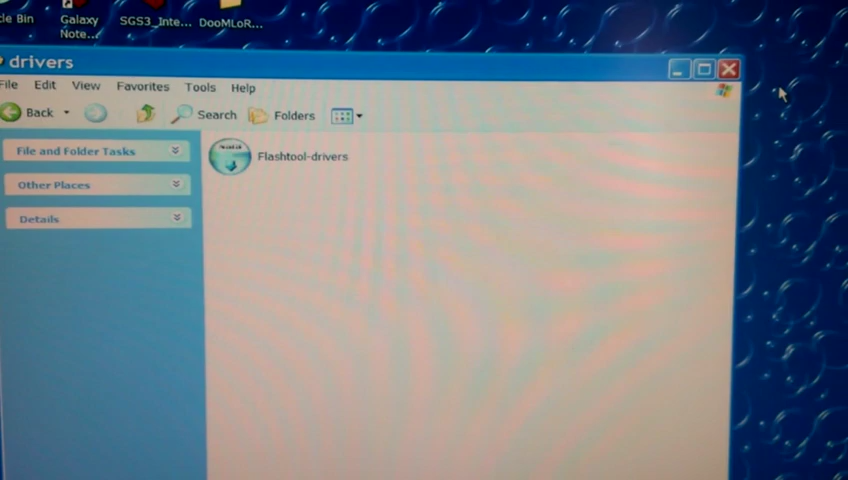 cle Bin
Galaxy
Note...
SGS3_Inte...
DooMLoR...
drivers
File Edit View Favorites Tools Help
Back Search Folders
File and Folder Tasks
Flashtool-drivers
Other Places
Details